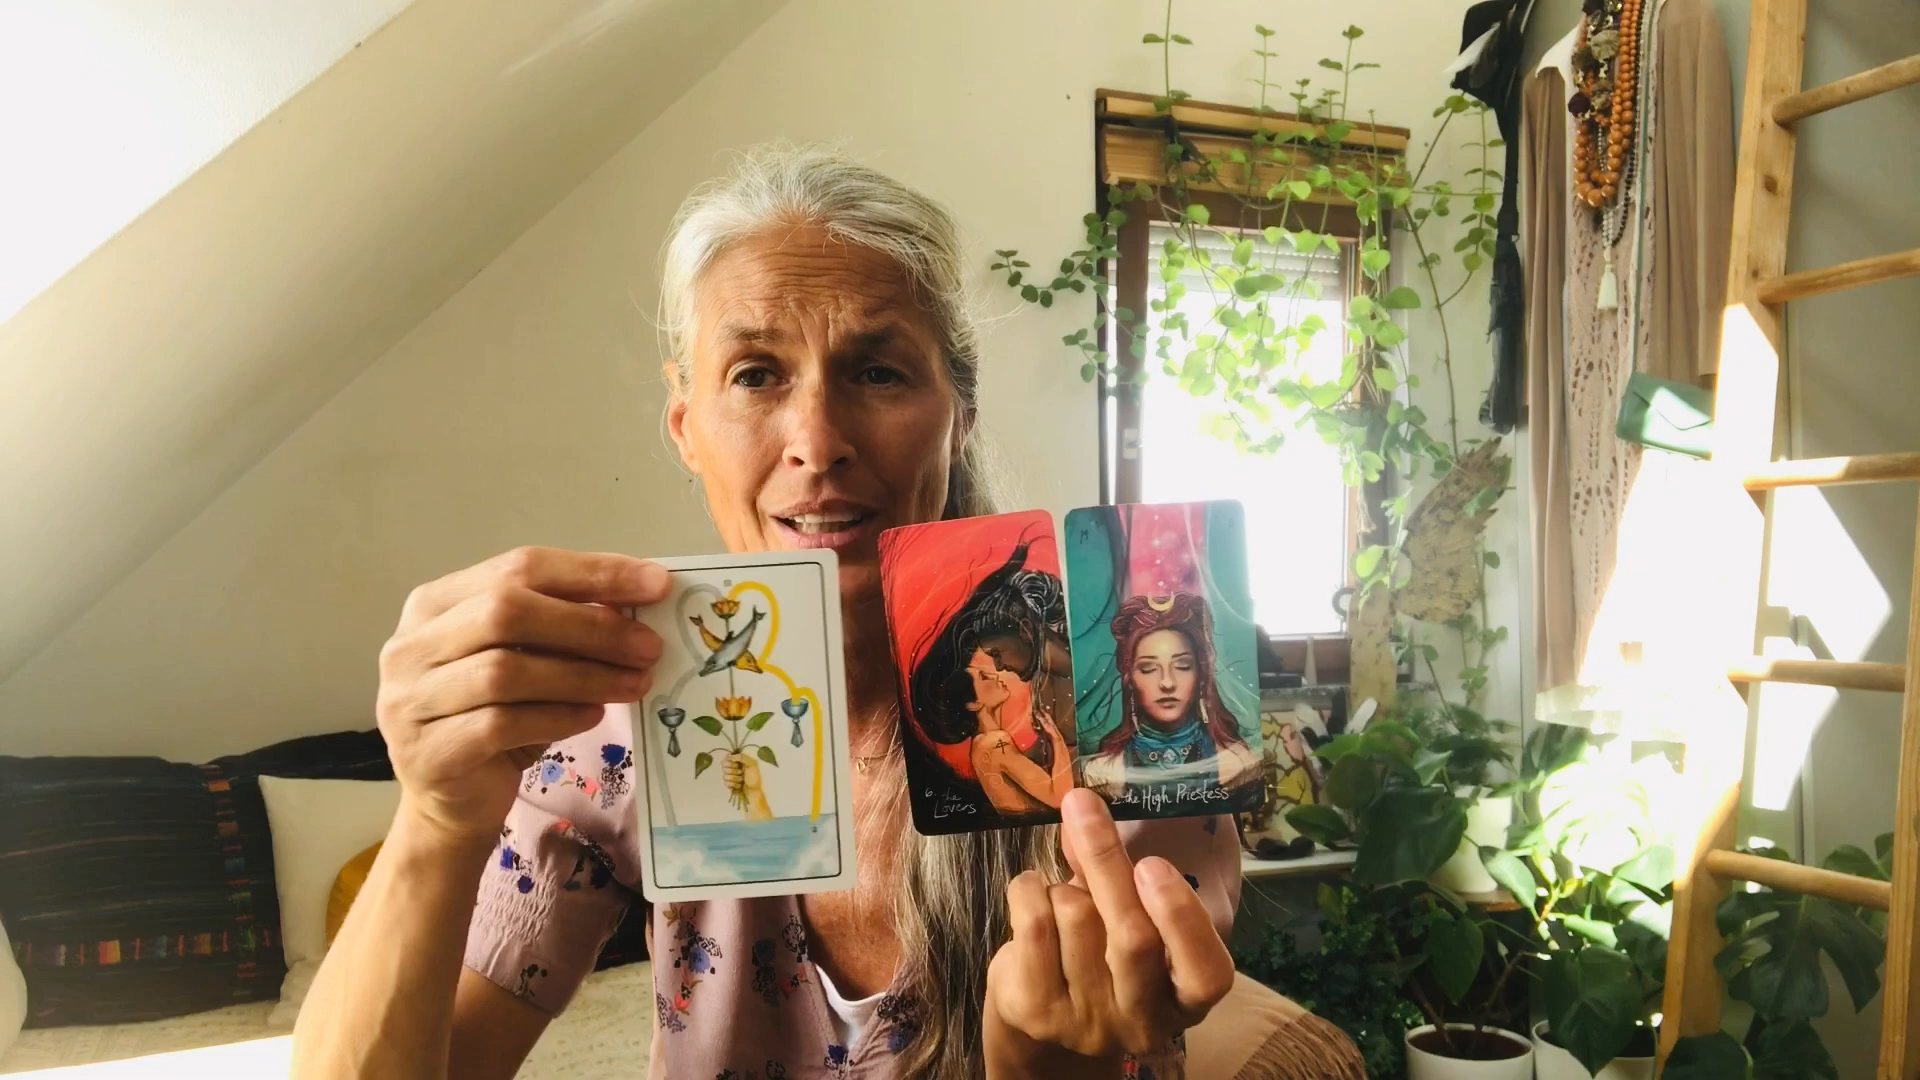 6. the
Lovers
2. the High Priestess